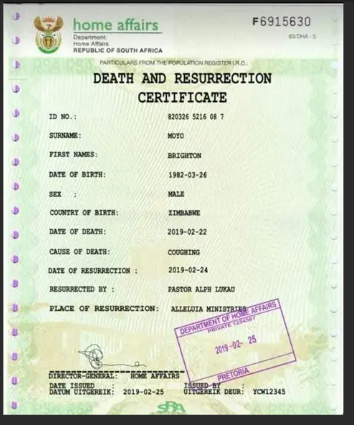 home affairs
F6915630
Department:
Home Affairs
REPUBLIC OF SOUTH AFRICA
83/DHA - 5
PARTICULARS FROM THE POPULATION REGISTER I.R.O.:
DEATH AND RESURRECTION
CERTIFICATE
ID NO.: 820326 5216 08 7
SURNAME: MOYO
FIRST NAMES: BRIGHTON
DATE OF BIRTH: 1982-03-26
SEX : MALE
COUNTRY OF BIRTH: ZIMBABWE
DATE OF DEATH: 2019-02-22
CAUSE OF DEATH: COUGHING
DATE OF RESURRECTION : 2019-02-24
RESURRECTED BY : PASTOR ALPH LUKAU
PLACE OF RESURRECTION: ALLELUIA MINISTRIES
DEPARTMENT OF HOME AFFAIRS
PRIVATE 1234567
2019 -02- 25
PRETORIA
DIRECTOR-GENERAL: HOME AFFAIRS
DATE ISSUED : ISSUED BY :
DATUM UITGEREIK: 2019-02-25 UITGEREIK DEUR: YCW12345